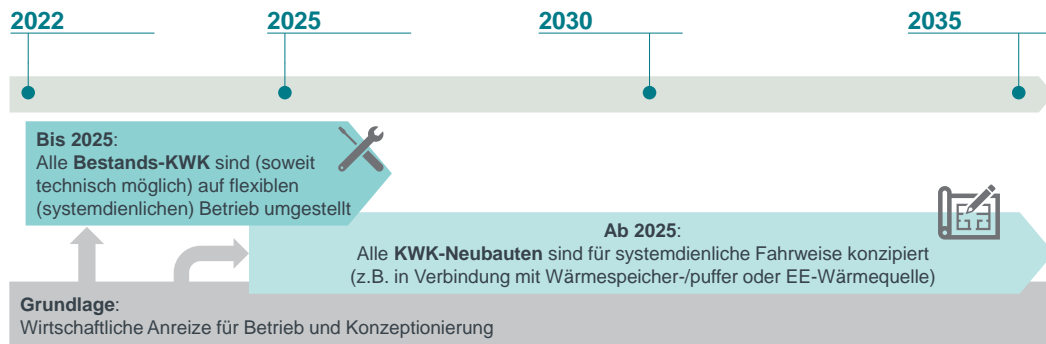 2022
2025
2030
2035
Bis 2025:
Alle Bestands-KWK sind (soweit
technisch möglich) auf flexiblen
(systemdienlichen) Betrieb umgestellt
Ab 2025:
Alle KWK-Neubauten sind für systemdienliche Fahrweise konzipiert
(z.B. in Verbindung mit Wärmespeicher-/puffer oder EE-Wärmequelle)
Grundlage:
Wirtschaftliche Anreize für Betrieb und Konzeptionierung